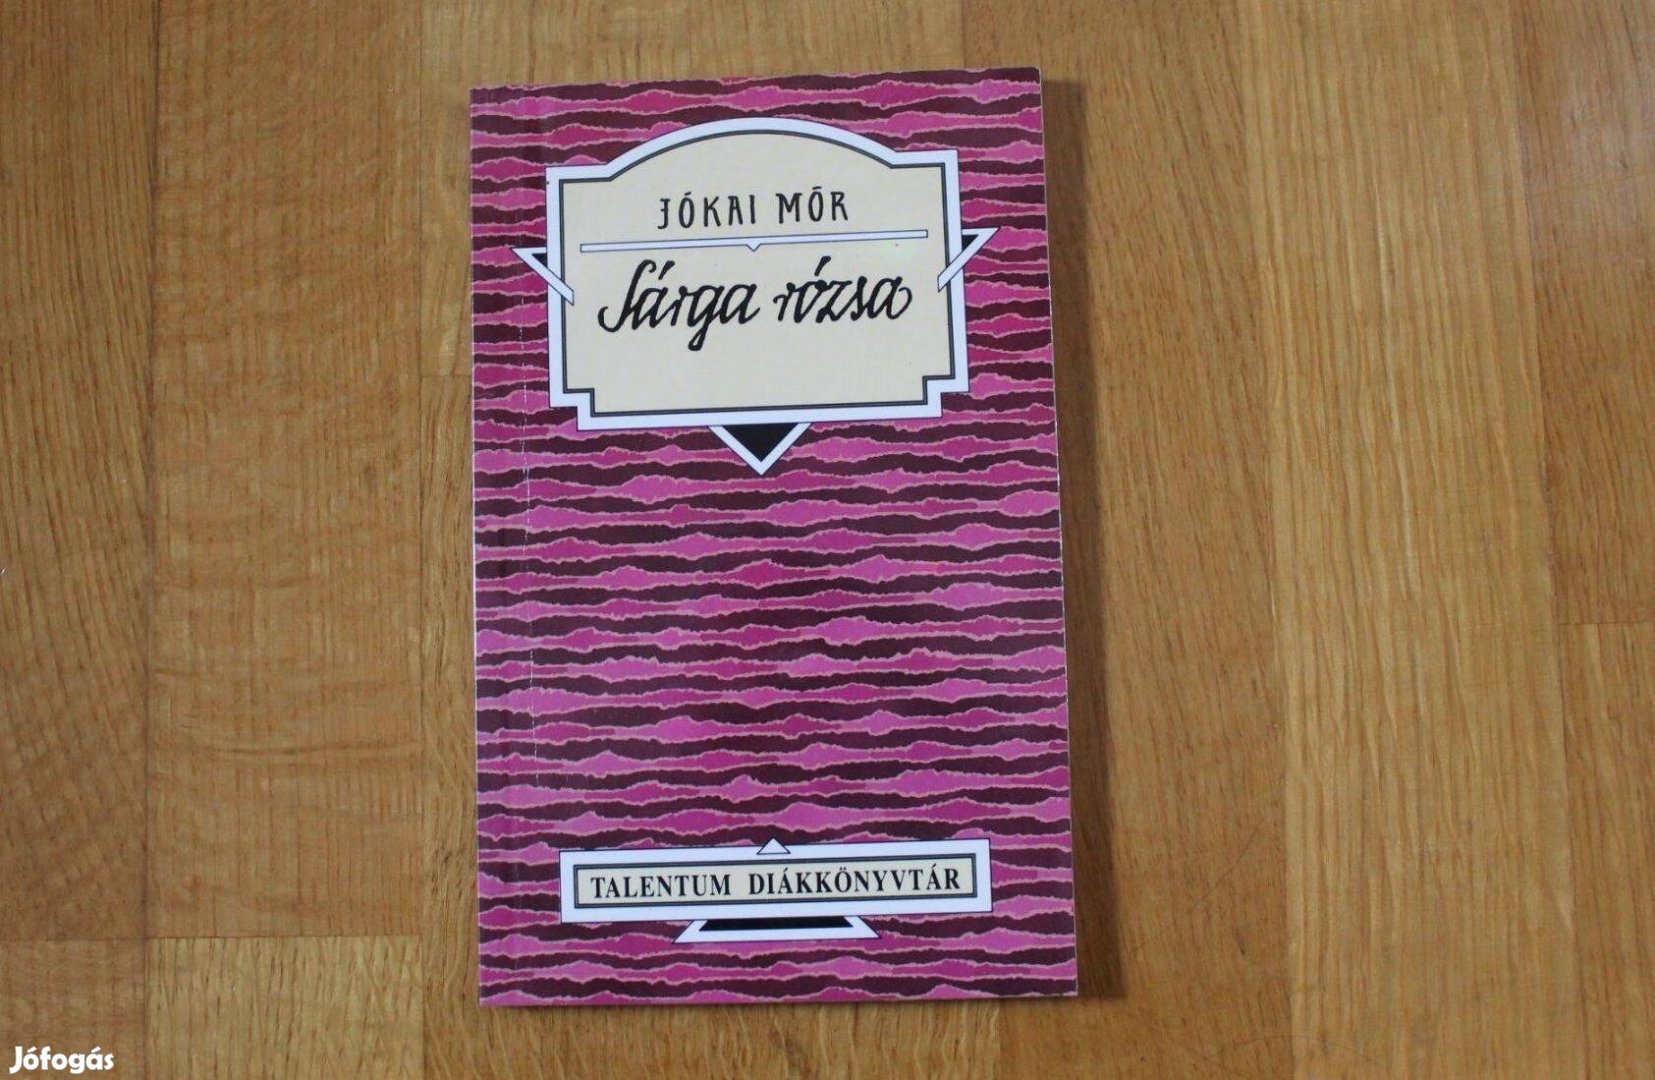 JÓKAI MÓR
Sárga rózsa
TALENTUM DIÁKKÖNYVTÁR
Jófogás